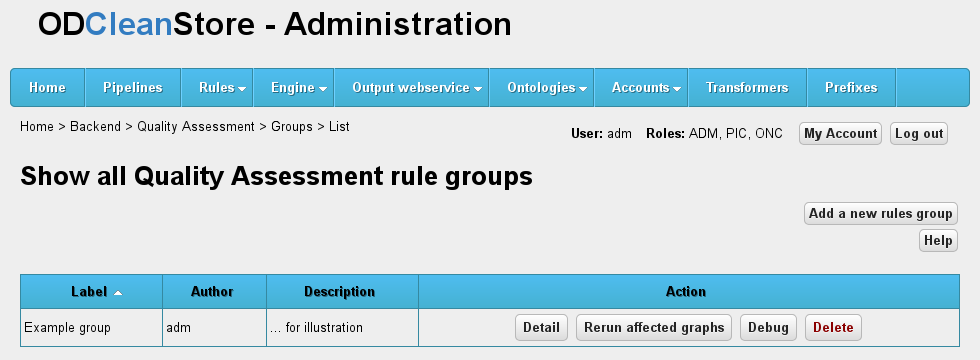 ODCleanStore - Administration
Home Pipelines Rules Engine Output webservice Ontologies Accounts Transformers Prefixes
Home > Backend > Quality Assessment > Groups > List
User: adm Roles: ADM, PIC, ONC My Account Log out
Show all Quality Assessment rule groups
Add a new rules group
Help
Label Author Description Action
Example group adm ... for illustration Detail Rerun affected graphs Debug Delete